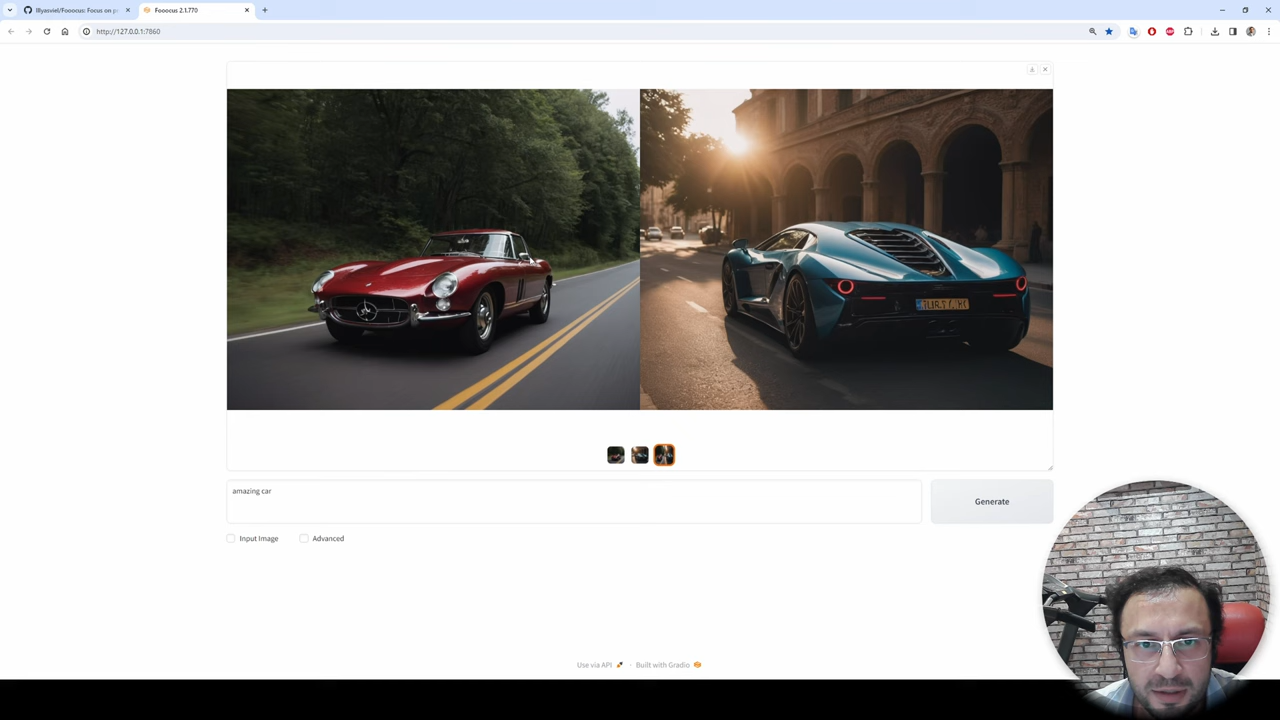 lllyasviel/Fooocus: Focus on p
Fooocus 2.1.770
http://127.0.0.1:7860
amazing car
Generate
Input Image
Advanced
Use via API
·
Built with Gradio